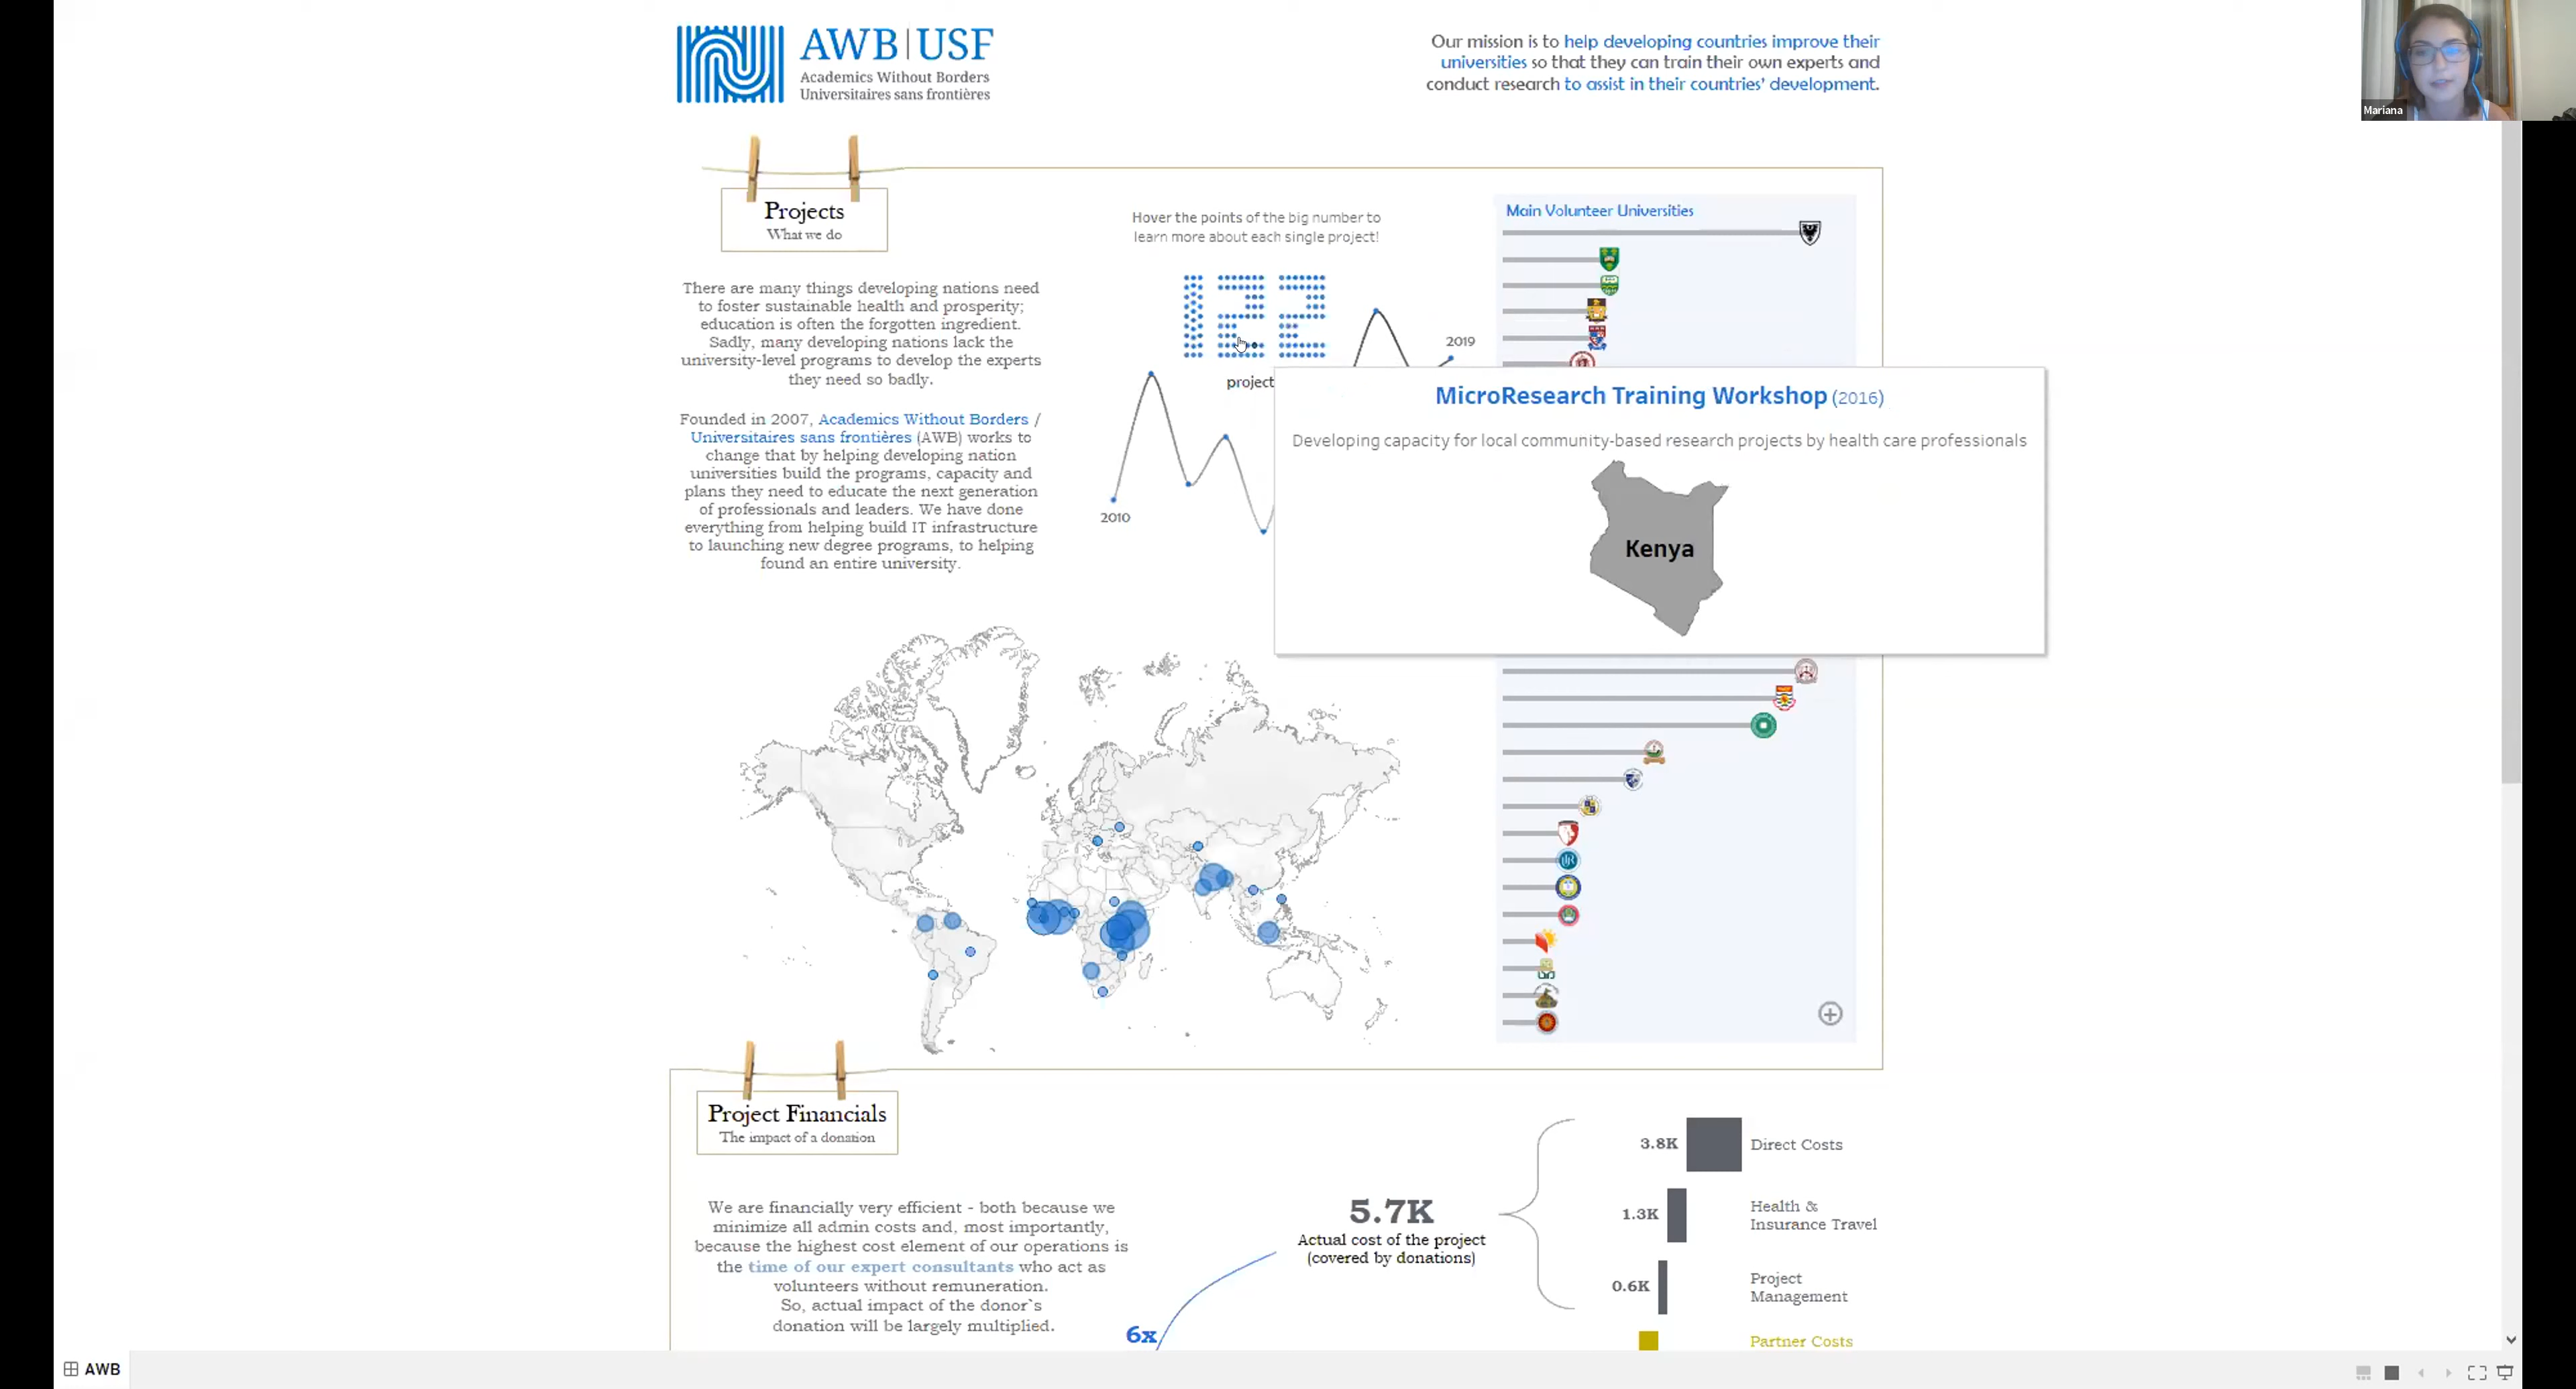 AWB|USF
Academics Without Borders
Universitaires sans frontières
Our mission is to help developing countries improve their
universities so that they can train their own experts and
conduct research to assist in their countries' development.
Mariana
Projects
What we do
There are many things developing nations need
to foster sustainable health and prosperity;
education is often the forgotten ingredient.
Sadly, many developing nations lack the
university-level programs to develop the experts
they need so badly.
Founded in 2007, Academics Without Borders /
Universitaires sans frontières (AWB) works to
change that by helping developing nation
universities build the programs, capacity and
plans they need to educate the next generation
of professionals and leaders. We have done
everything from helping build IT infrastructure
to launching new degree programs, to helping
found an entire university.
Hover the points of the big number to
learn more about each single project!
122
project
2010
2019
Main Volunteer Universities
MicroResearch Training Workshop (2016)
Developing capacity for local community-based research projects by health care professionals
Kenya
Project Financials
The impact of a donation
We are financially very efficient - both because we
minimize all admin costs and, most importantly,
because the highest cost element of our operations is
the time of our expert consultants who act as
volunteers without remuneration.
So, actual impact of the donor`s
donation will be largely multiplied.
6x
5.7K
Actual cost of the project
(covered by donations)
3.8K Direct Costs
1.3K Health &
Insurance Travel
0.6K Project
Management
Partner Costs
AWB